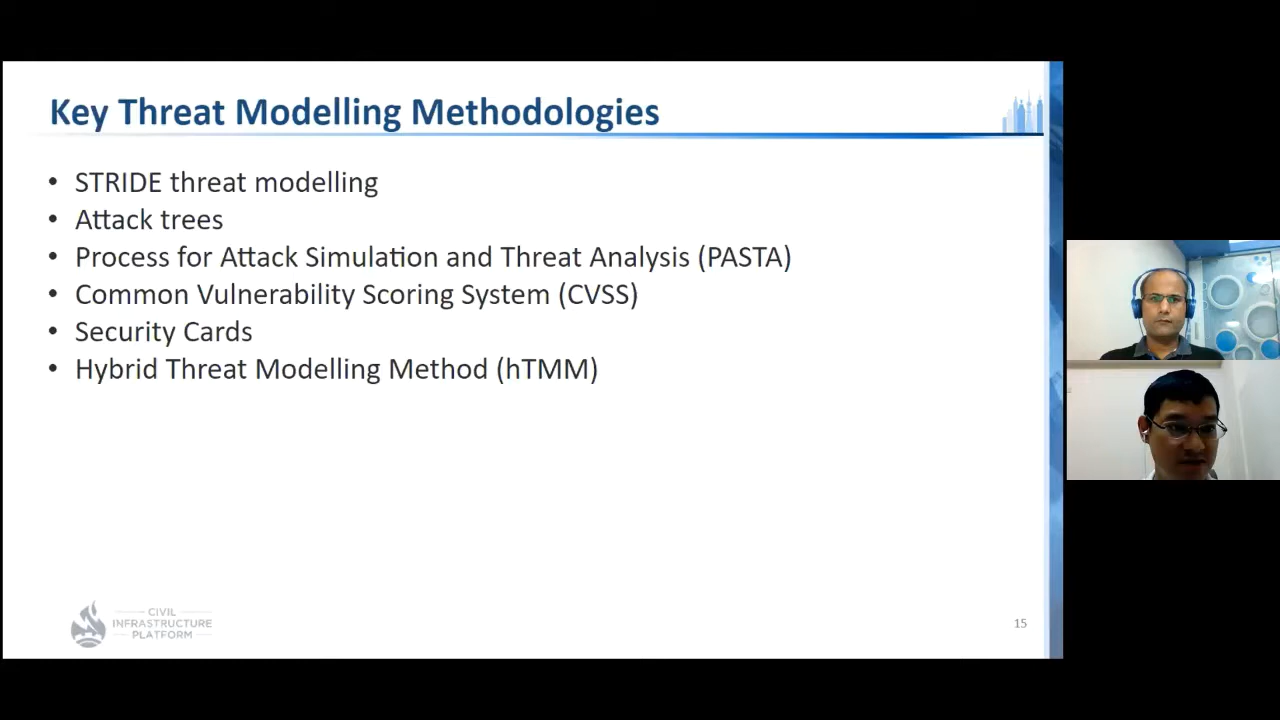 Key Threat Modelling Methodologies
• STRIDE threat modelling
• Attack trees
• Process for Attack Simulation and Threat Analysis (PASTA)
• Common Vulnerability Scoring System (CVSS)
• Security Cards
• Hybrid Threat Modelling Method (hTMM)
CIVIL
INFRASTRUCTURE
PLATFORM
15